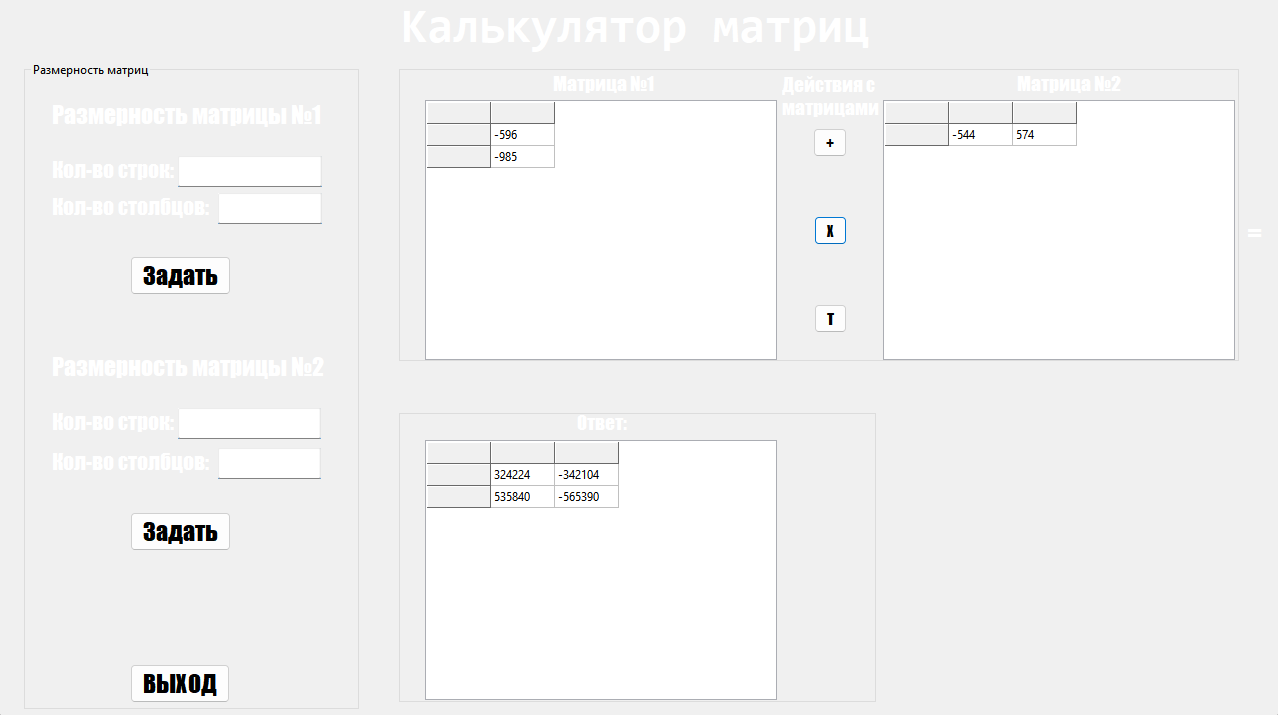 Калькулятор матриц
Размерность матриц
Размерность матрицы №1
Кол-во строк:
Кол-во столбцов:
Задать
Размерность матрицы №2
Кол-во строк:
Кол-во столбцов:
Задать
ВЫХОД
Матрица №1
-596
-985
Действия с
матрицами
+
X
T
Матрица №2
-544 574
=
Ответ:
324224 -342104
535840 -565390